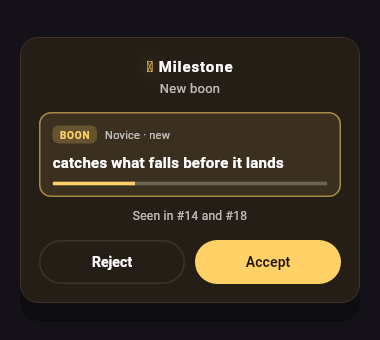 Milestone
New boon
BOON Novice · new
catches what falls before it lands
Seen in #14 and #18
Reject Accept